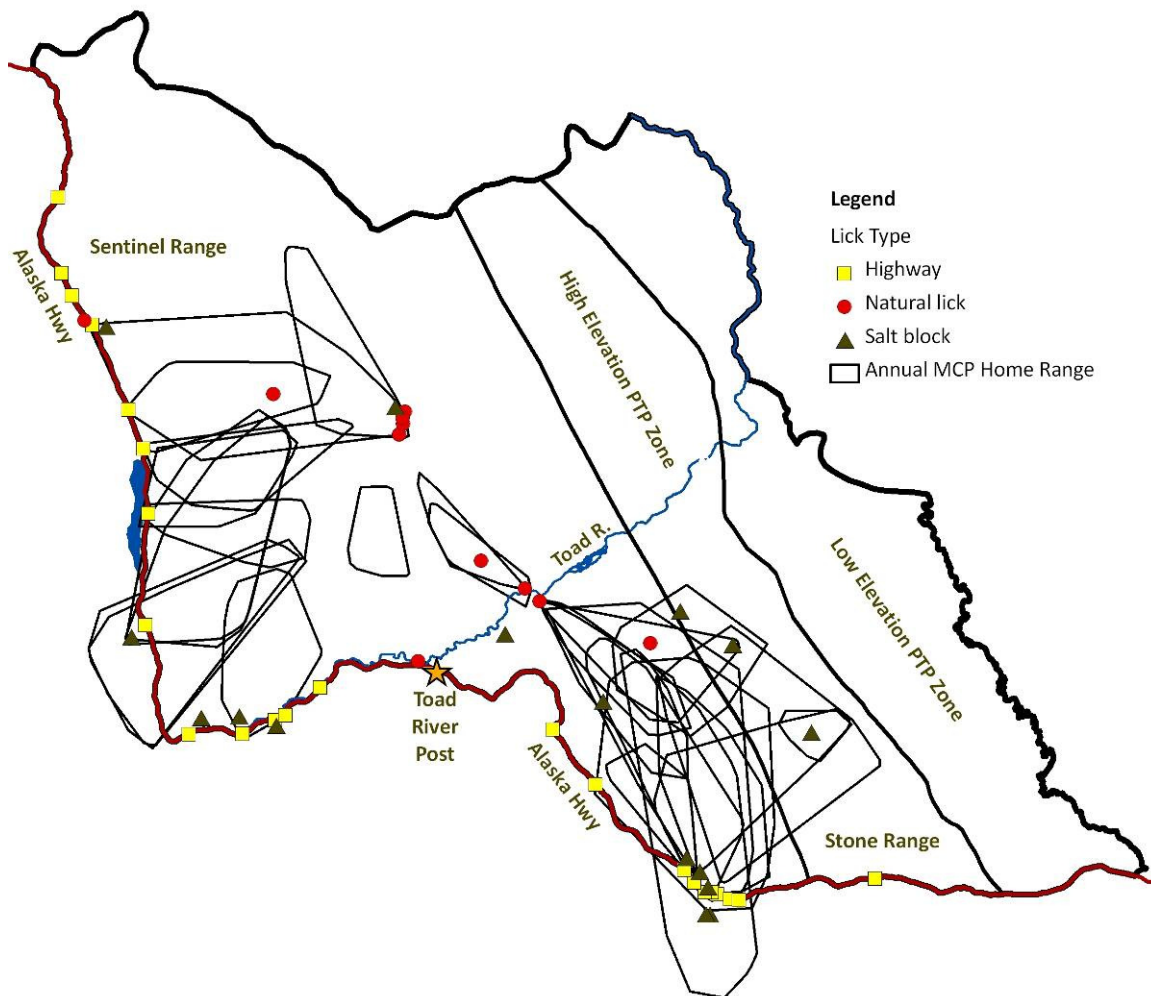 Sentinel Range
Alaska Hwy
High Elevation PTP Zone
Legend
Lick Type
Highway
Natural lick
Salt block
Annual MCP Home Range
Toad R.
Low Elevation PTP Zone
Toad
River
Post
Alaska Hwy
Stone Range